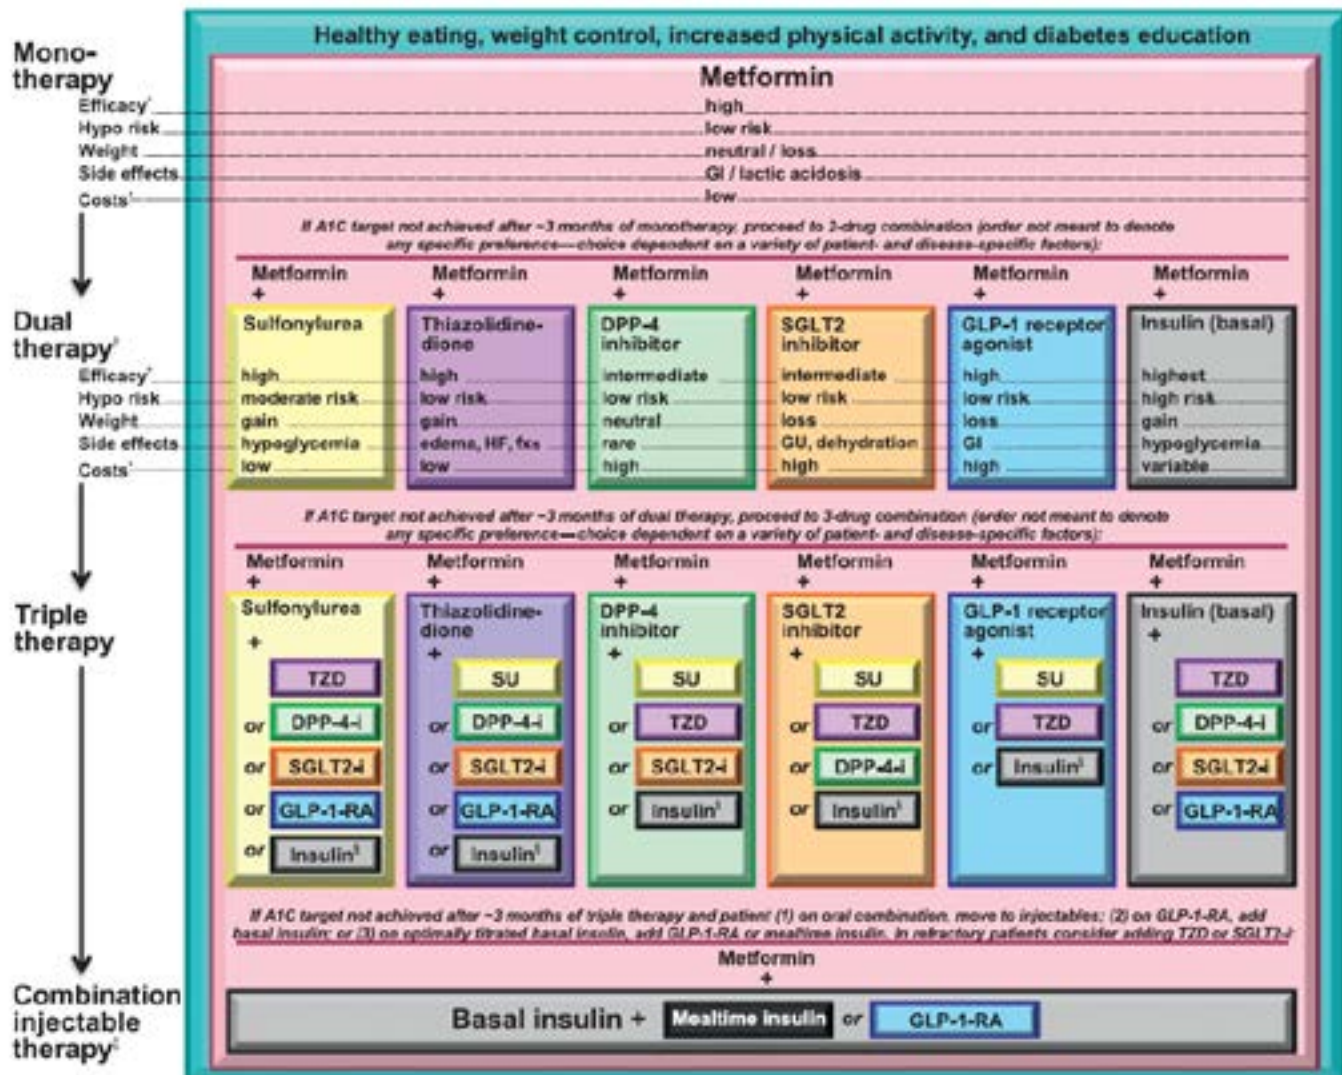 Healthy eating, weight control, increased physical activity, and diabetes education
Mono-
therapy
Metformin
Efficacy* high
Hypo risk low risk
Weight neutral / loss
Side effects GI / lactic acidosis
Costs* low
If A1C target not achieved after ~3 months of monotherapy, proceed to 2-drug combination (order not meant to denote
any specific preference—choice dependent on a variety of patient- and disease-specific factors):
Metformin Metformin Metformin Metformin Metformin Metformin
+ + + + + +
Dual
therapy
Sulfonylurea
Thiazolidine-
dione
DPP-4
inhibitor
SGLT2
inhibitor
GLP-1 receptor
agonist
Insulin (basal)
Efficacy* high high intermediate intermediate high highest
Hypo risk moderate risk low risk low risk low risk low risk high risk
Weight gain gain neutral loss loss gain
Side effects hypoglycemia edema, HF, fxs rare GU, dehydration GI hypoglycemia
Costs* low low high high high variable
If A1C target not achieved after ~3 months of dual therapy, proceed to 3-drug combination (order not meant to denote
any specific preference—choice dependent on a variety of patient- and disease-specific factors):
Metformin Metformin Metformin Metformin Metformin Metformin
+ + + + + +
Triple
therapy
Sulfonylurea
+
TZD
or DPP-4-i
or SGLT2-i
or GLP-1-RA
or Insulin§
Thiazolidine-
dione
+
SU
or DPP-4-i
or SGLT2-i
or GLP-1-RA
or Insulin§
DPP-4
inhibitor
+
SU
or TZD
or SGLT2-i
or Insulin§
SGLT2
inhibitor
+
SU
or TZD
or DPP-4-i
or Insulin§
GLP-1 receptor
agonist
+
SU
or TZD
or Insulin§
Insulin (basal)
+
TZD
or DPP-4-i
or SGLT2-i
or GLP-1-RA
If A1C target not achieved after ~3 months of triple therapy and patient (1) on oral combination, move to injectables; (2) on GLP-1-RA, add
basal insulin; or (3) on optimally titrated basal insulin, add GLP-1-RA or mealtime insulin. In refractory patients consider adding TZD or SGLT2-i:
Metformin
+
Combination
injectable
therapy
Basal insulin + Mealtime insulin or GLP-1-RA